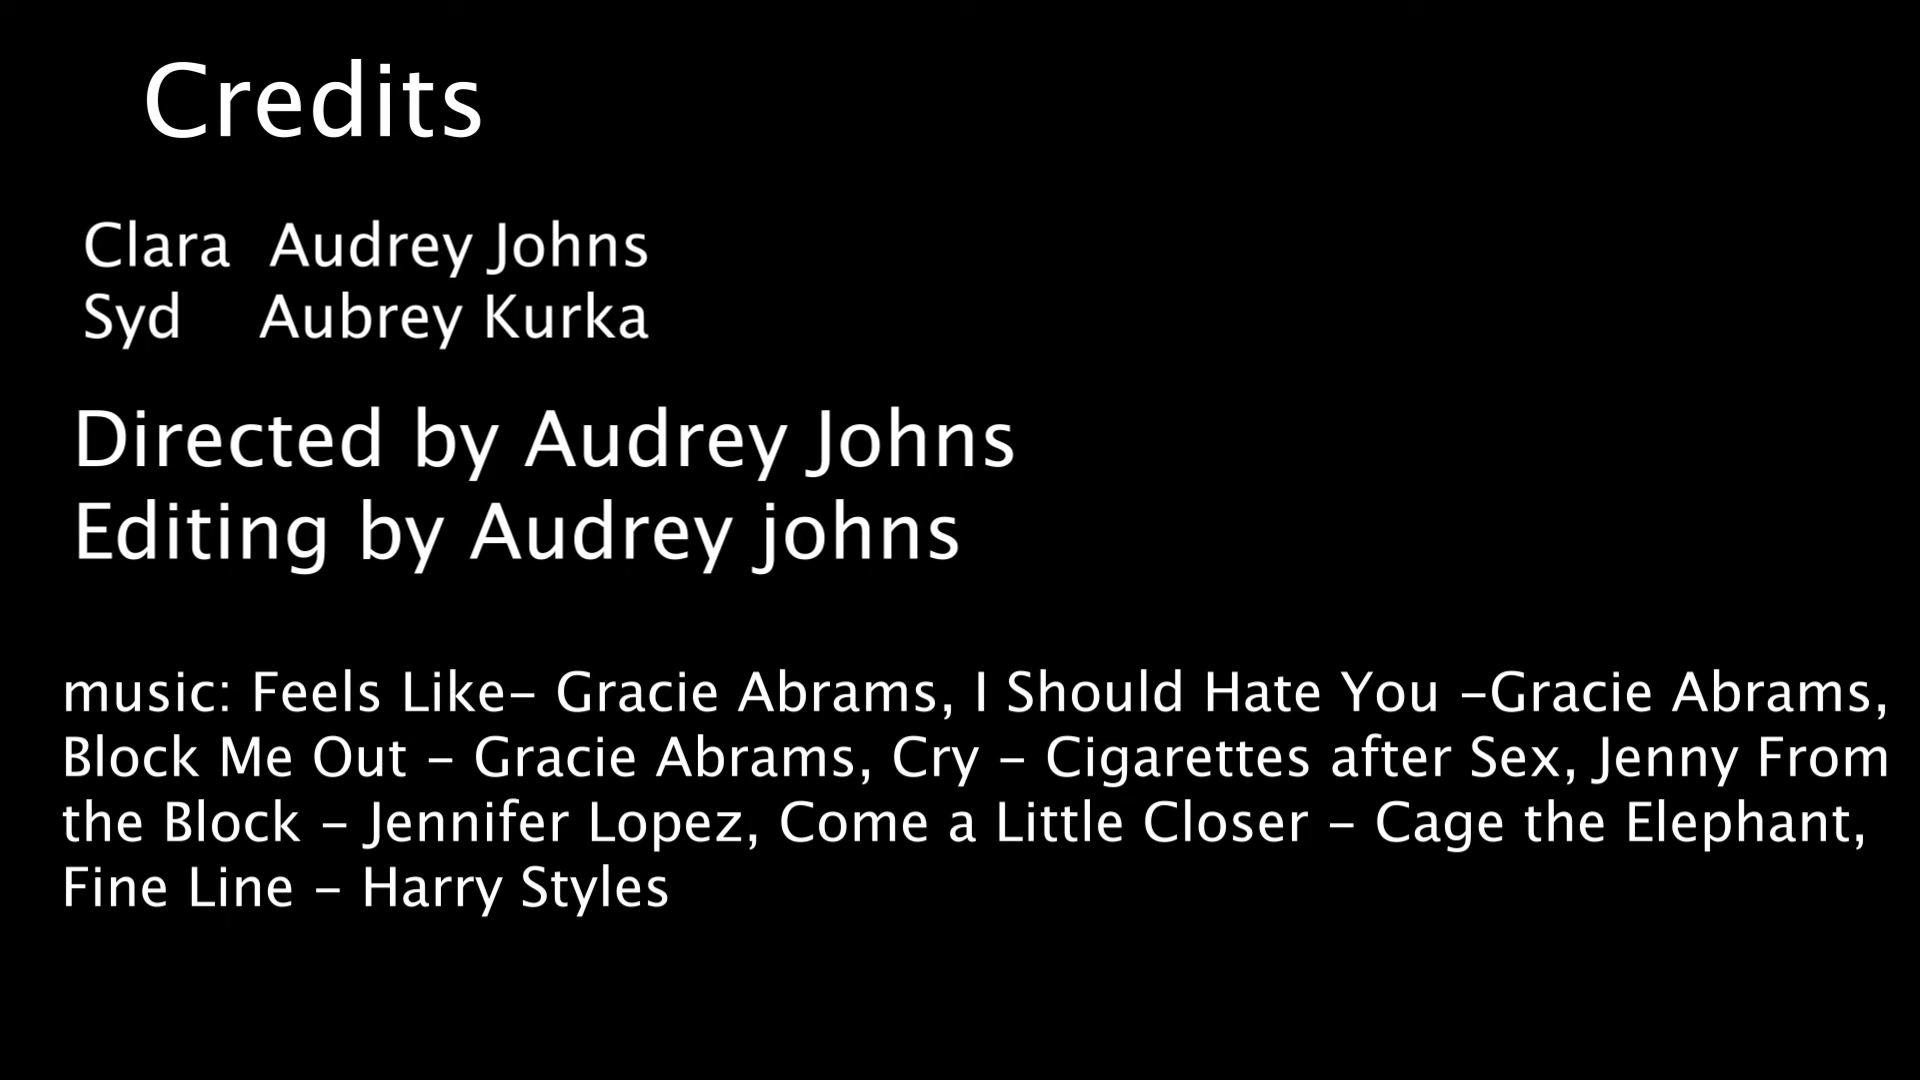 Credits
Clara Audrey Johns
Syd Aubrey Kurka
Directed by Audrey Johns
Editing by Audrey johns
music: Feels Like- Gracie Abrams, I Should Hate You -Gracie Abrams,
Block Me Out - Gracie Abrams, Cry - Cigarettes after Sex, Jenny From
the Block - Jennifer Lopez, Come a Little Closer - Cage the Elephant,
Fine Line - Harry Styles